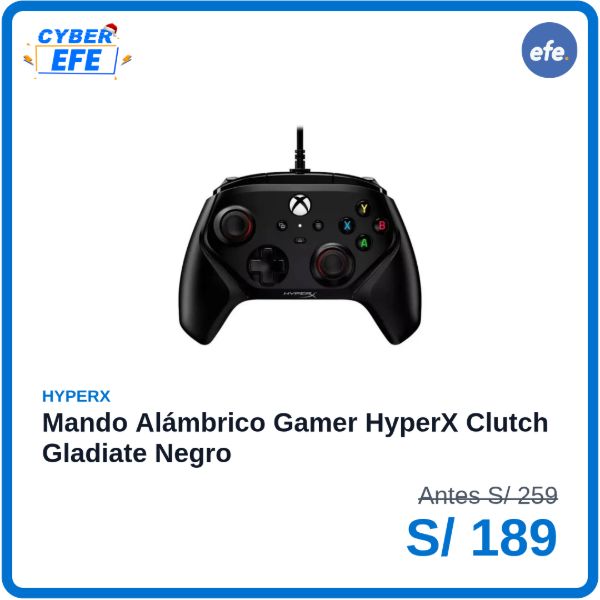 CYBER
EFE
efe.
Y
X
B
A
HYPERX
HYPERX
Mando Alámbrico Gamer HyperX Clutch
Gladiate Negro
Antes S/ 259
S/ 189